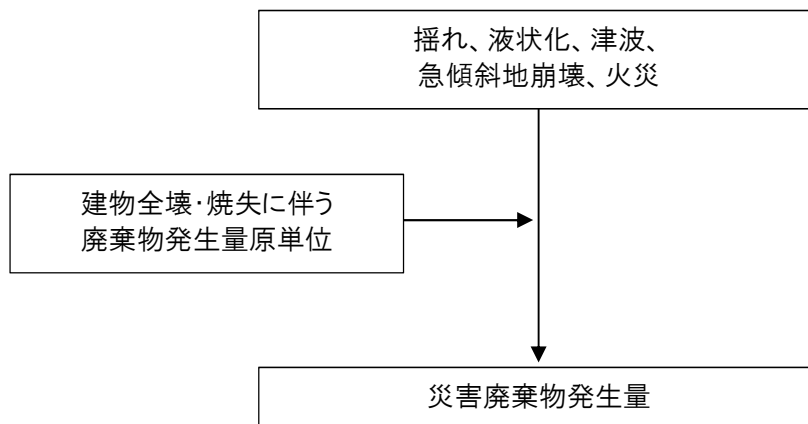 揺れ、液状化、津波、
急傾斜地崩壊、火災
建物全壊・焼失に伴う
廃棄物発生量原単位
災害廃棄物発生量